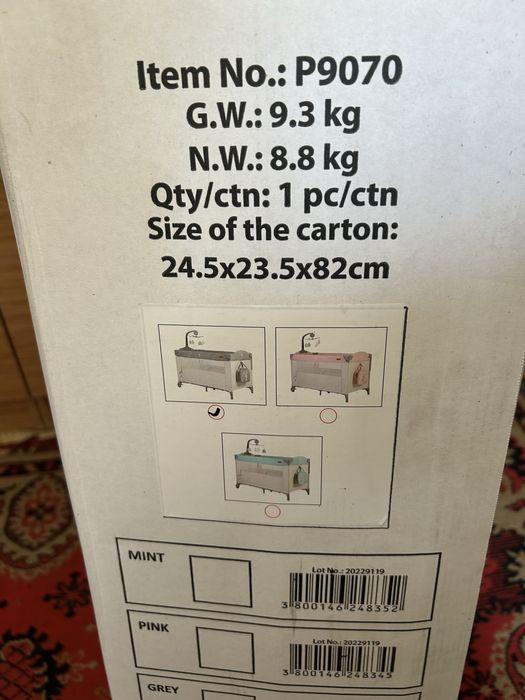 Item No.: P9070
G.W.: 9.3 kg
N.W.: 8.8 kg
Qty/ctn: 1 pc/ctn
Size of the carton:
24.5x23.5x82cm
MINT
Lot No.: 20229119
3 800146 248352
PINK
Lot No.: 20229119
3 800146 248345
GREY